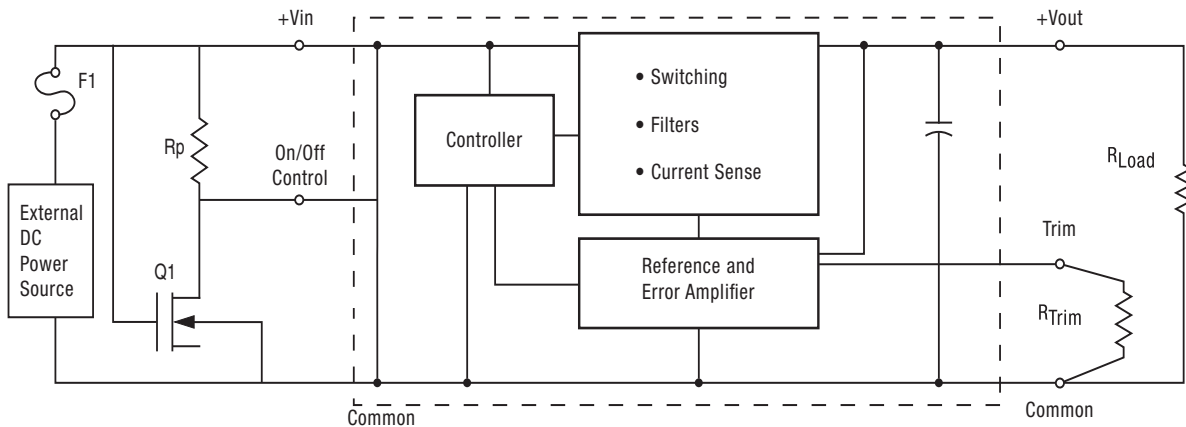 +Vin
+Vout
F1
• Switching
Controller
• Filters
Rp
On/Off
Control
• Current Sense
RLoad
External
DC
Power
Source
Q1
Reference and
Error Amplifier
Trim
RTrim
Common
Common